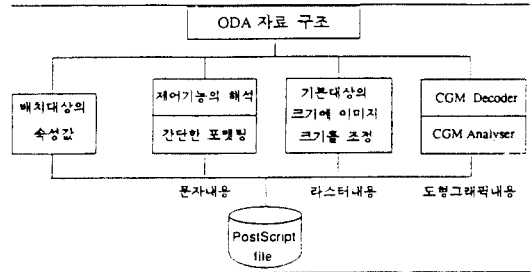 ODA 자료 구조
배치대상의
속성값
제어기능의 해석
간단한 포맷팅
기본대상의
크기에 이미지
크기를 조정
CGM Decoder
CGM Analyser
문자내용
라스터내용
도형그래픽내용
PostScript
file